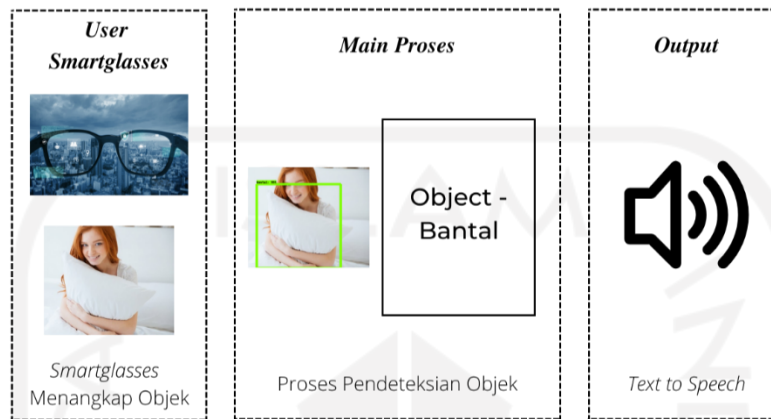 User
Smartglasses
Smartglasses
Menangkap Objek
Main Proses
Object -
Bantal
Proses Pendeteksian Objek
Output
Text to Speech